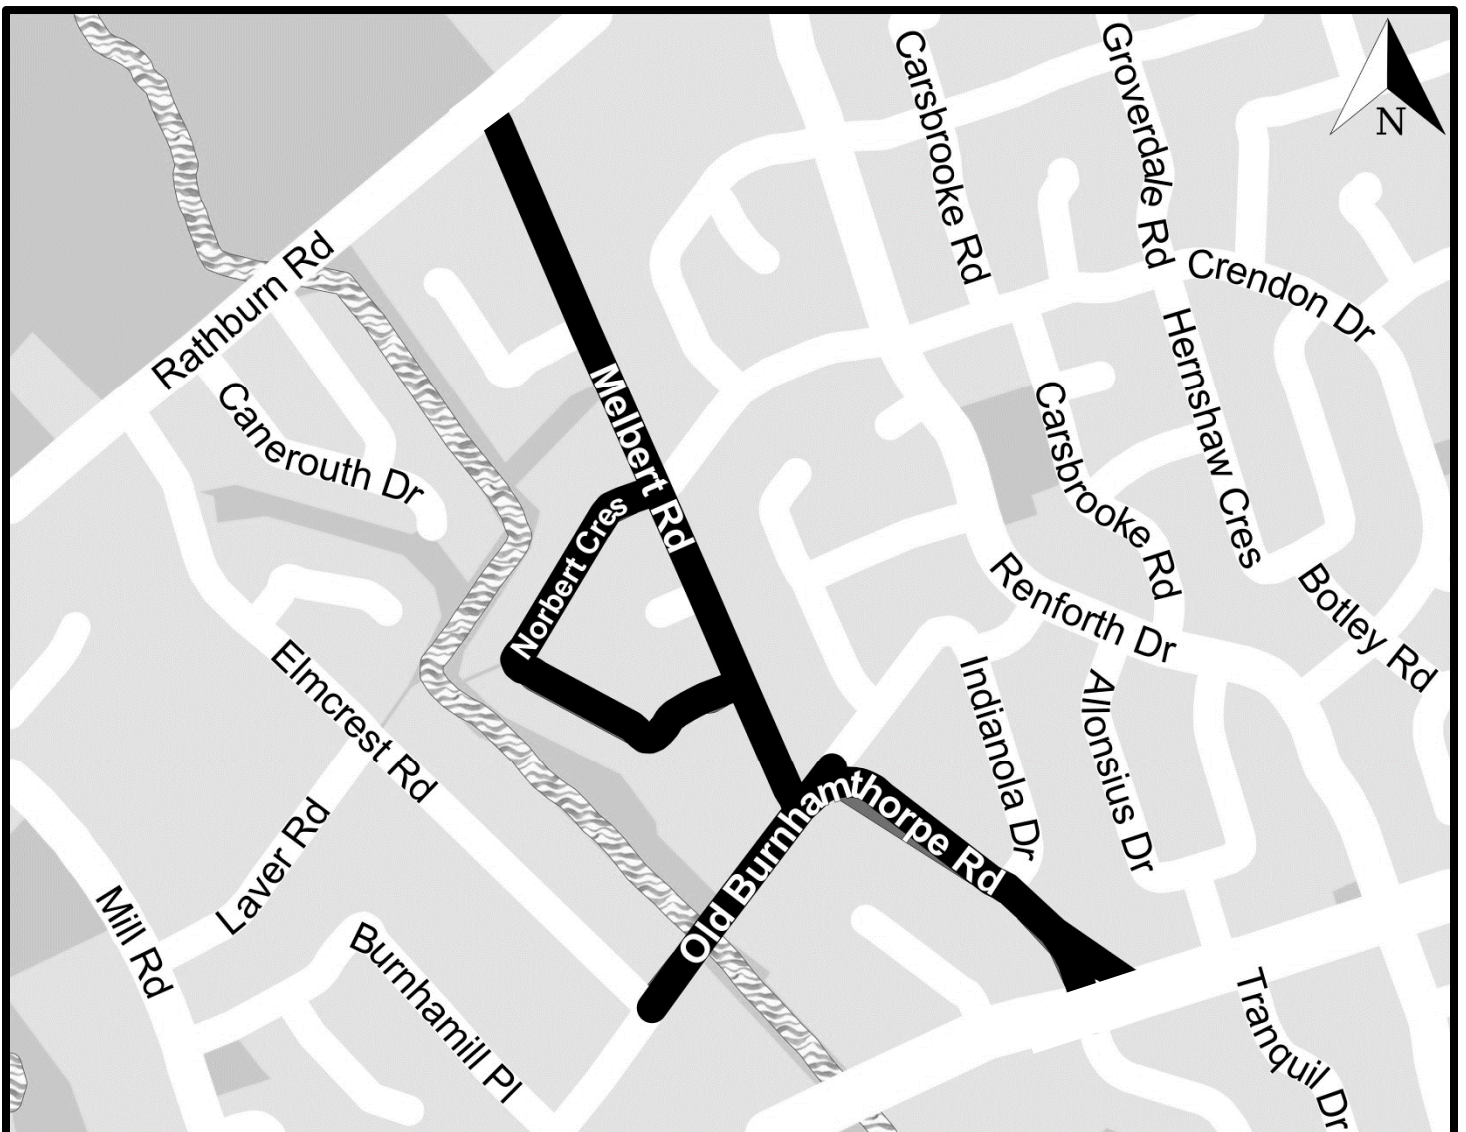 Carsbrooke Rd
Groverdale Rd
N
Rathburn Rd
Crendon Dr
Hernshaw Cres
Canerouth Dr
Melbert Rd
Carsbrooke Rd
Norbert Cres
Renforth Dr
Botley Rd
Elmcrest Rd
Indianola Dr
Allonsius Dr
Old Burnhamthorpe Rd
Laver Rd
Mill Rd
Burnhamill Pl
Tranquil Dr